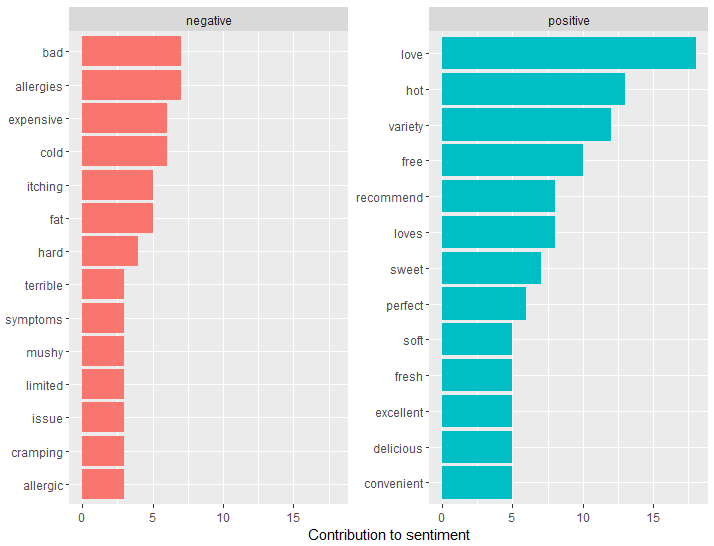 negative
bad
allergies
expensive
cold
itching
fat
hard
terrible
symptoms
mushy
limited
issue
cramping
allergic
0 5 10 15
positive
love
hot
variety
free
recommend
loves
sweet
perfect
soft
fresh
excellent
delicious
convenient
0 5 10 15
Contribution to sentiment